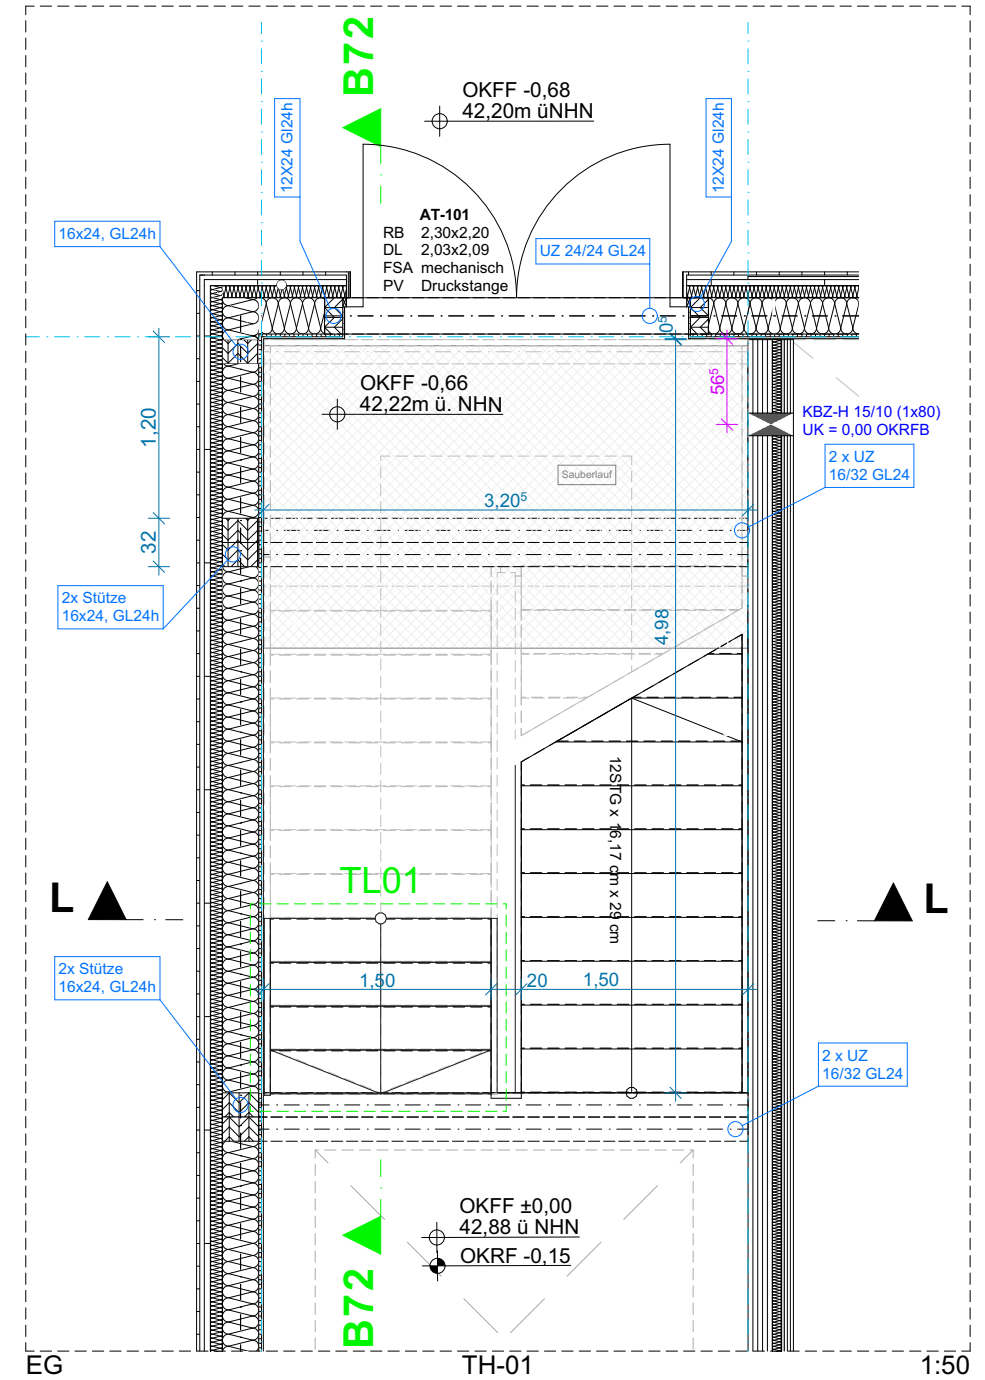 B72
OKFF -0,68
42,20m üNHN
12X24 Gl24h
12X24 Gl24h
AT-101
RB 2,30x2,20
DL 2,03x2,09
FSA mechanisch
PV Druckstange
16x24, GL24h
UZ 24/24 GL24
OKFF -0,66
42,22m ü. NHN
56⁵
KBZ-H 15/10 (1x80)
UK = 0,00 OKRFB
1,20
Sauberlauf
2 x UZ
16/32 GL24
3,20⁵
32
2x Stütze
16x24, GL24h
4,98
12STG x 16,17 cm x 29 cm
TL01
L
L
2x Stütze
16x24, GL24h
1,50
20
1,50
2 x UZ
16/32 GL24
OKFF ±0,00
42,88 ü NHN
OKRF -0,15
B72
EG
TH-01
1:50